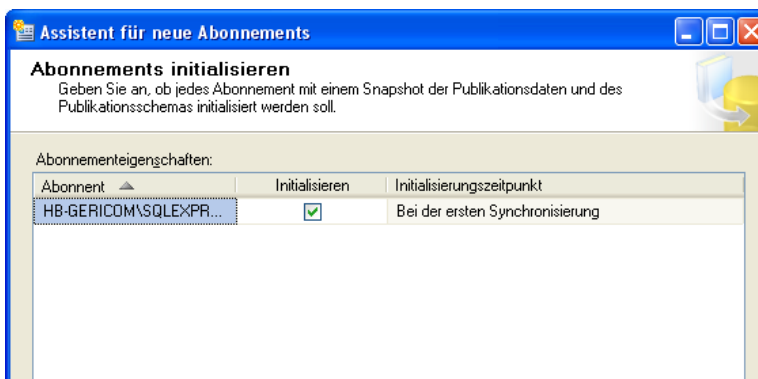 Assistent für neue Abonnements
Abonnements initialisieren
Geben Sie an, ob jedes Abonnement mit einem Snapshot der Publikationsdaten und des
Publikationsschemas initialisiert werden soll.
Abonnementeigenschaften:
Abonnent Initialisieren Initialisierungszeitpunkt
HB-GERICOM\SQLEXPR... Bei der ersten Synchronisierung